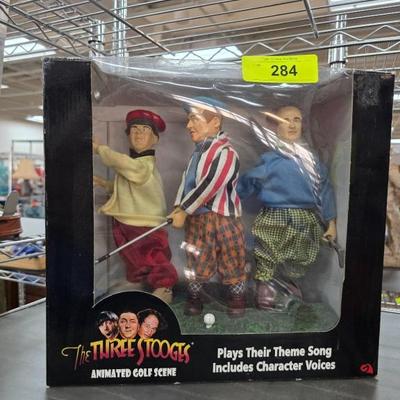 284
The THREE STOOGES
ANIMATED GOLF SCENE
Plays Their Theme Song
Includes Character Voices